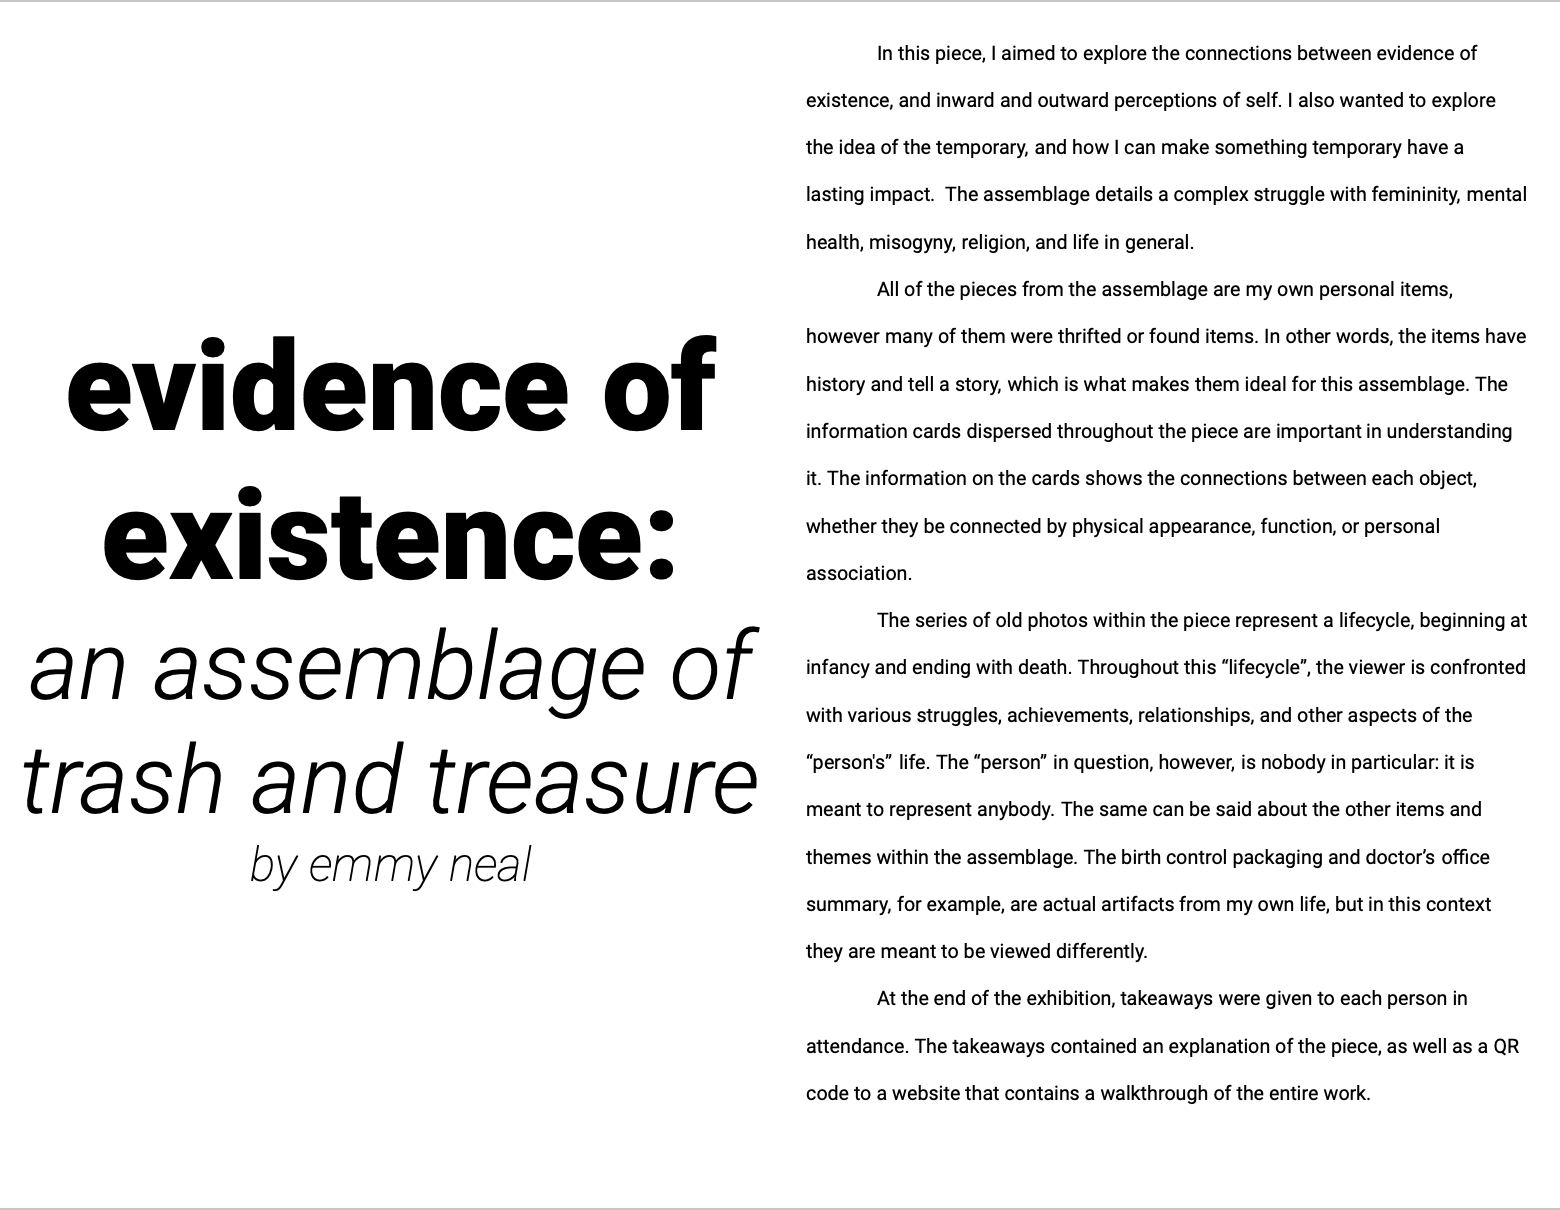 evidence of
existence:
an assemblage of
trash and treasure
by emmy neal
In this piece, I aimed to explore the connections between evidence of
existence, and inward and outward perceptions of self. I also wanted to explore
the idea of the temporary, and how I can make something temporary have a
lasting impact.  The assemblage details a complex struggle with femininity, mental
health, misogyny, religion, and life in general.
All of the pieces from the assemblage are my own personal items,
however many of them were thrifted or found items. In other words, the items have
history and tell a story, which is what makes them ideal for this assemblage. The
information cards dispersed throughout the piece are important in understanding
it. The information on the cards shows the connections between each object,
whether they be connected by physical appearance, function, or personal
association.
The series of old photos within the piece represent a lifecycle, beginning at
infancy and ending with death. Throughout this “lifecycle”, the viewer is confronted
with various struggles, achievements, relationships, and other aspects of the
“person's” life. The “person” in question, however, is nobody in particular: it is
meant to represent anybody. The same can be said about the other items and
themes within the assemblage. The birth control packaging and doctor’s office
summary, for example, are actual artifacts from my own life, but in this context
they are meant to be viewed differently.
At the end of the exhibition, takeaways were given to each person in
attendance. The takeaways contained an explanation of the piece, as well as a QR
code to a website that contains a walkthrough of the entire work.